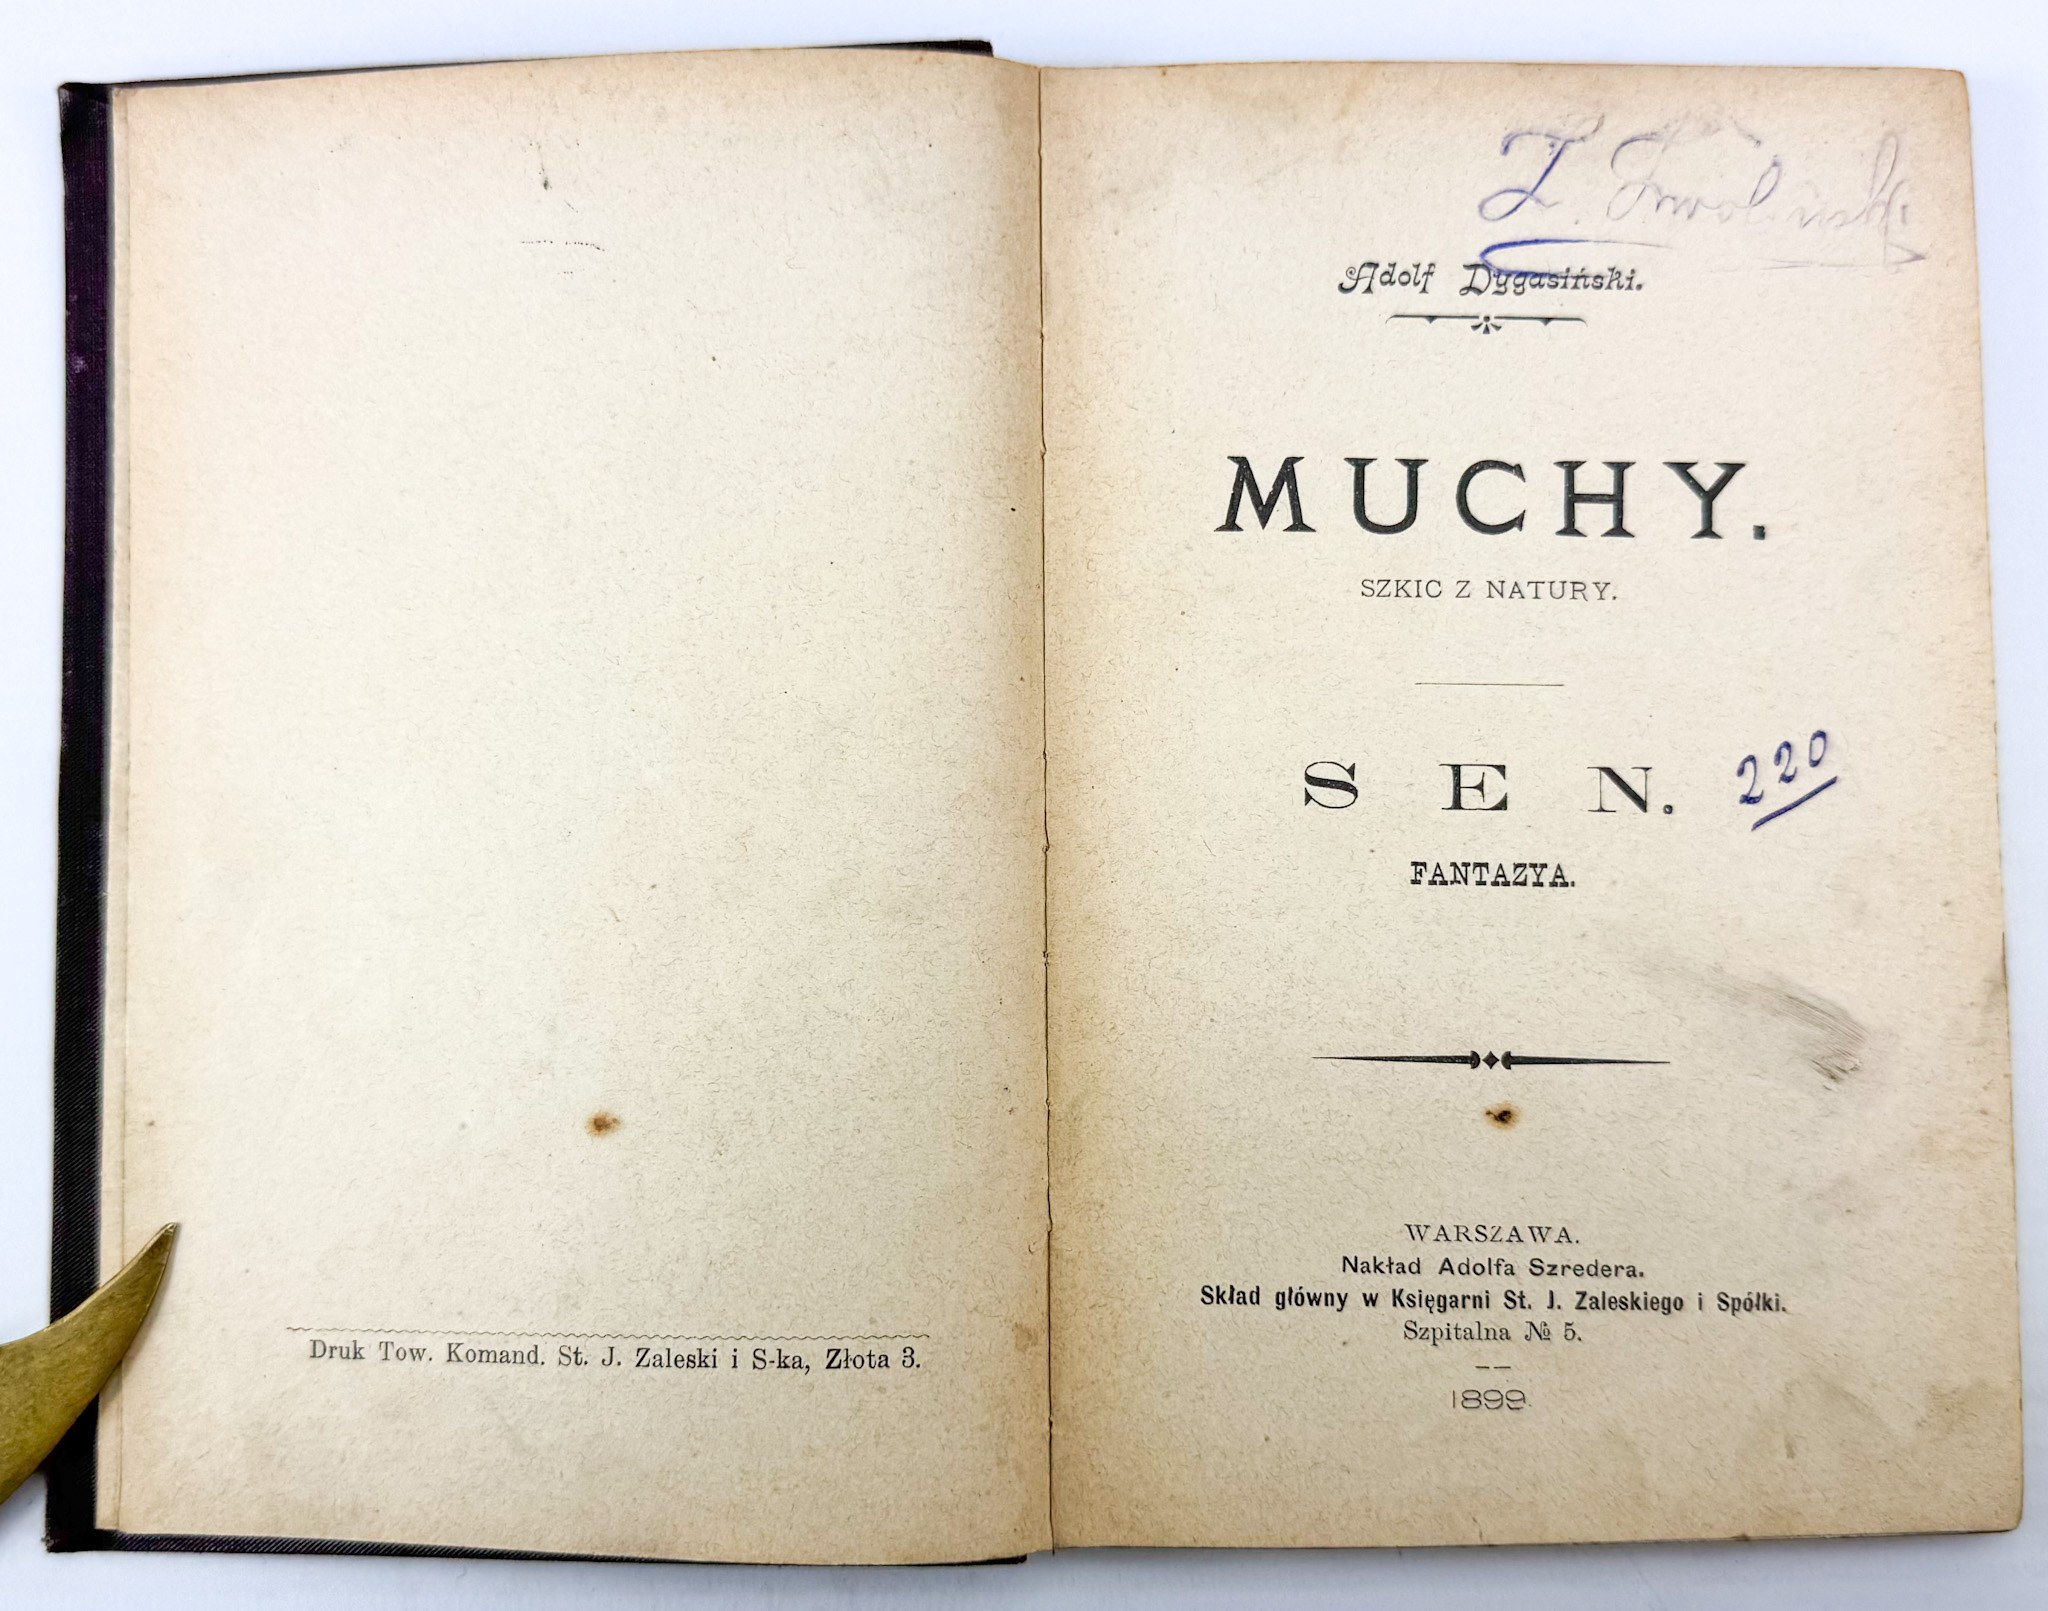 Druk Tow. Komand. St. J. Zaleski i S-ka, Złota 3.
Adolf Dygasiński.
MUCHY.
SZKIC Z NATURY.
SEN.
220
FANTAZYA.
WARSZAWA.
Nakład Adolfa Szredera.
Skład główny w Księgarni St. J. Zaleskiego i Spółki.
Szpitalna № 5.
1899.